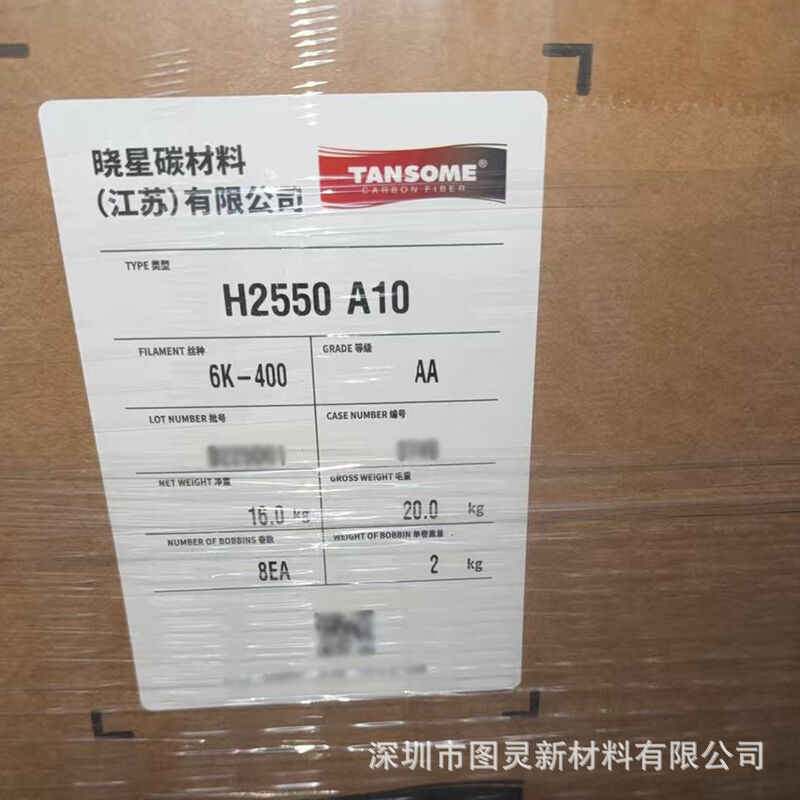 晓星碳材料
(江苏)有限公司
TANSOME®
CARBON FIBER
TYPE 类型
H2550 A10
FILAMENT 丝种
6K-400
GRADE 等级
AA
LOT NUMBER 批号
CASE NUMBER 编号
NET WEIGHT 净重
16.0 kg
GROSS WEIGHT 毛重
20.0 kg
NUMBER OF BOBBINS 卷数
8EA
WEIGHT OF BOBBIN 单卷重量
2 kg
深圳市图灵新材料有限公司